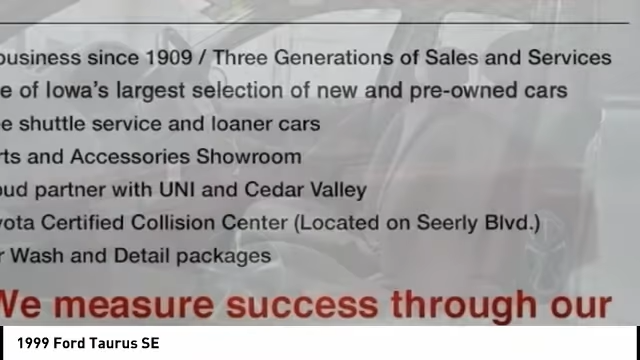 business since 1909 / Three Generations of Sales and Services
e of Iowa's largest selection of new and pre-owned cars
e shuttle service and loaner cars
rts and Accessories Showroom
oud partner with UNI and Cedar Valley
yota Certified Collision Center (Located on Seerly Blvd.)
r Wash and Detail packages
We measure success through our
1999 Ford Taurus SE